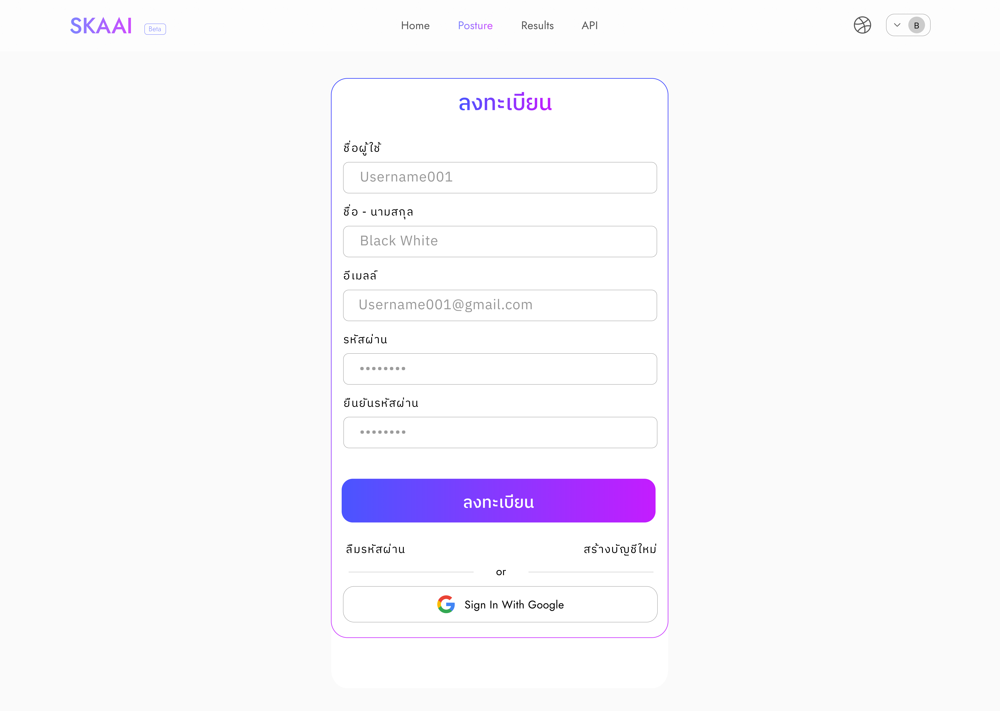 SKAAI Beta Home Posture Results API B
ลงทะเบียน
ชื่อผู้ใช้
Username001
ชื่อ - นามสกุล
Black White
อีเมลล์
Username001@gmail.com
รหัสผ่าน
••••••••
ยืนยันรหัสผ่าน
••••••••
ลงทะเบียน
ลืมรหัสผ่าน สร้างบัญชีใหม่
or
Sign In With Google